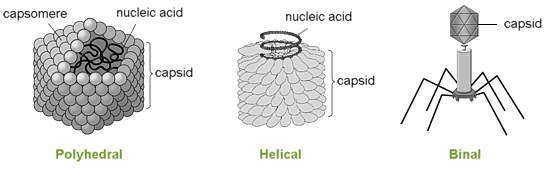 capsomere
nucleic acid
capsid
Polyhedral
nucleic acid
capsid
Helical
capsid
Binal